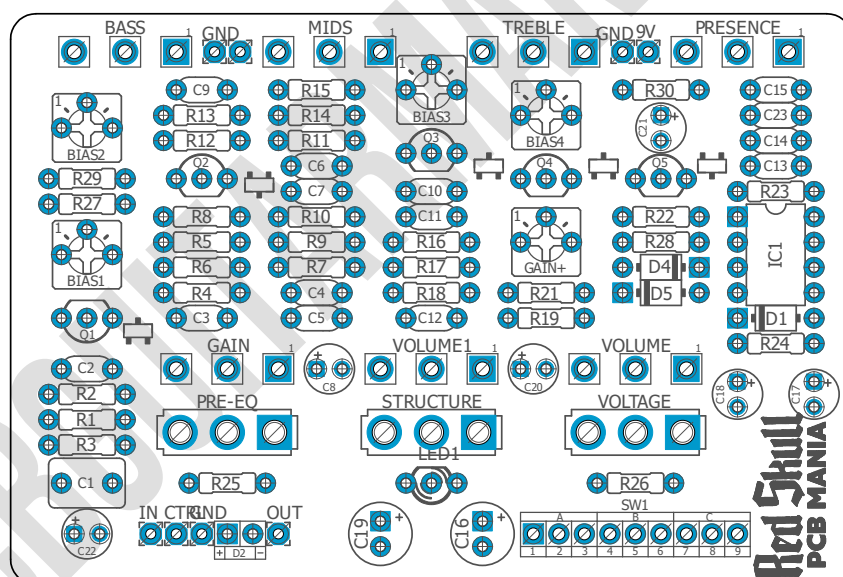 BASS GND MIDS TREBLE GND 9V PRESENCE
1 1 1 1
C9 R15 R30 C15
1 R13 R14 BIAS3 1 C21 + C23
BIAS2 R12 R11 Q3 BIAS4 C14
Q2 C6 Q4 Q5 C13
R29 C7 C10 R23
R27 R8 R10 C11 R22
1 R5 R9 R16 1 R28 IC1
BIAS1 R6 R7 R17 GAIN+ D4
R4 C4 R18 R21 D5
Q1 C3 C5 C12 R19 D1
R24
GAIN VOLUME1 VOLUME
1 1 1
C2 + C8 + C20
R2 PRE-EQ STRUCTURE VOLTAGE + C18 + C17
R1
R3 LED1
C1 R25 R26
SW1
IN CTRL GND OUT C19 + C16 + A B C
+ C22 + D2 − 1 2 3 4 5 6 7 8 9
Red Skull
PCB MANIA